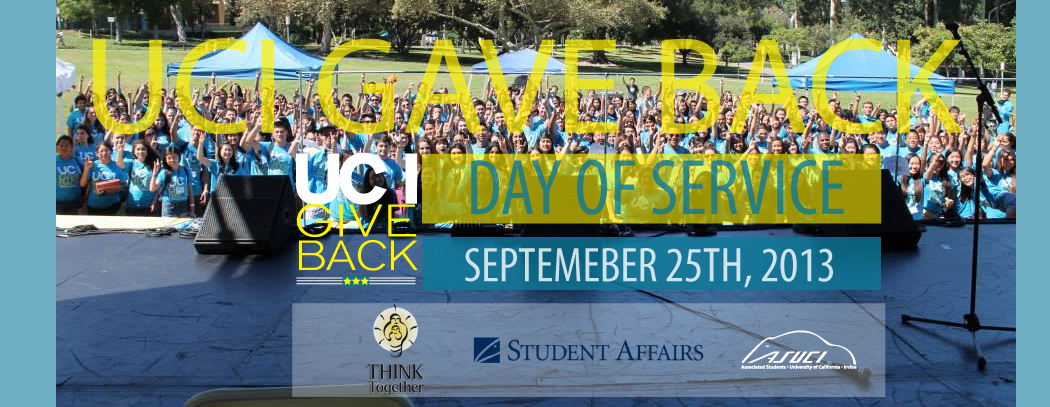 UCI GAVE BACK
UCI
GIVE
BACK
DAY OF SERVICE
SEPTEMEBER 25TH, 2013
THINK
Together
STUDENT AFFAIRS
ASUCI
Associated Students • University of California • Irvine